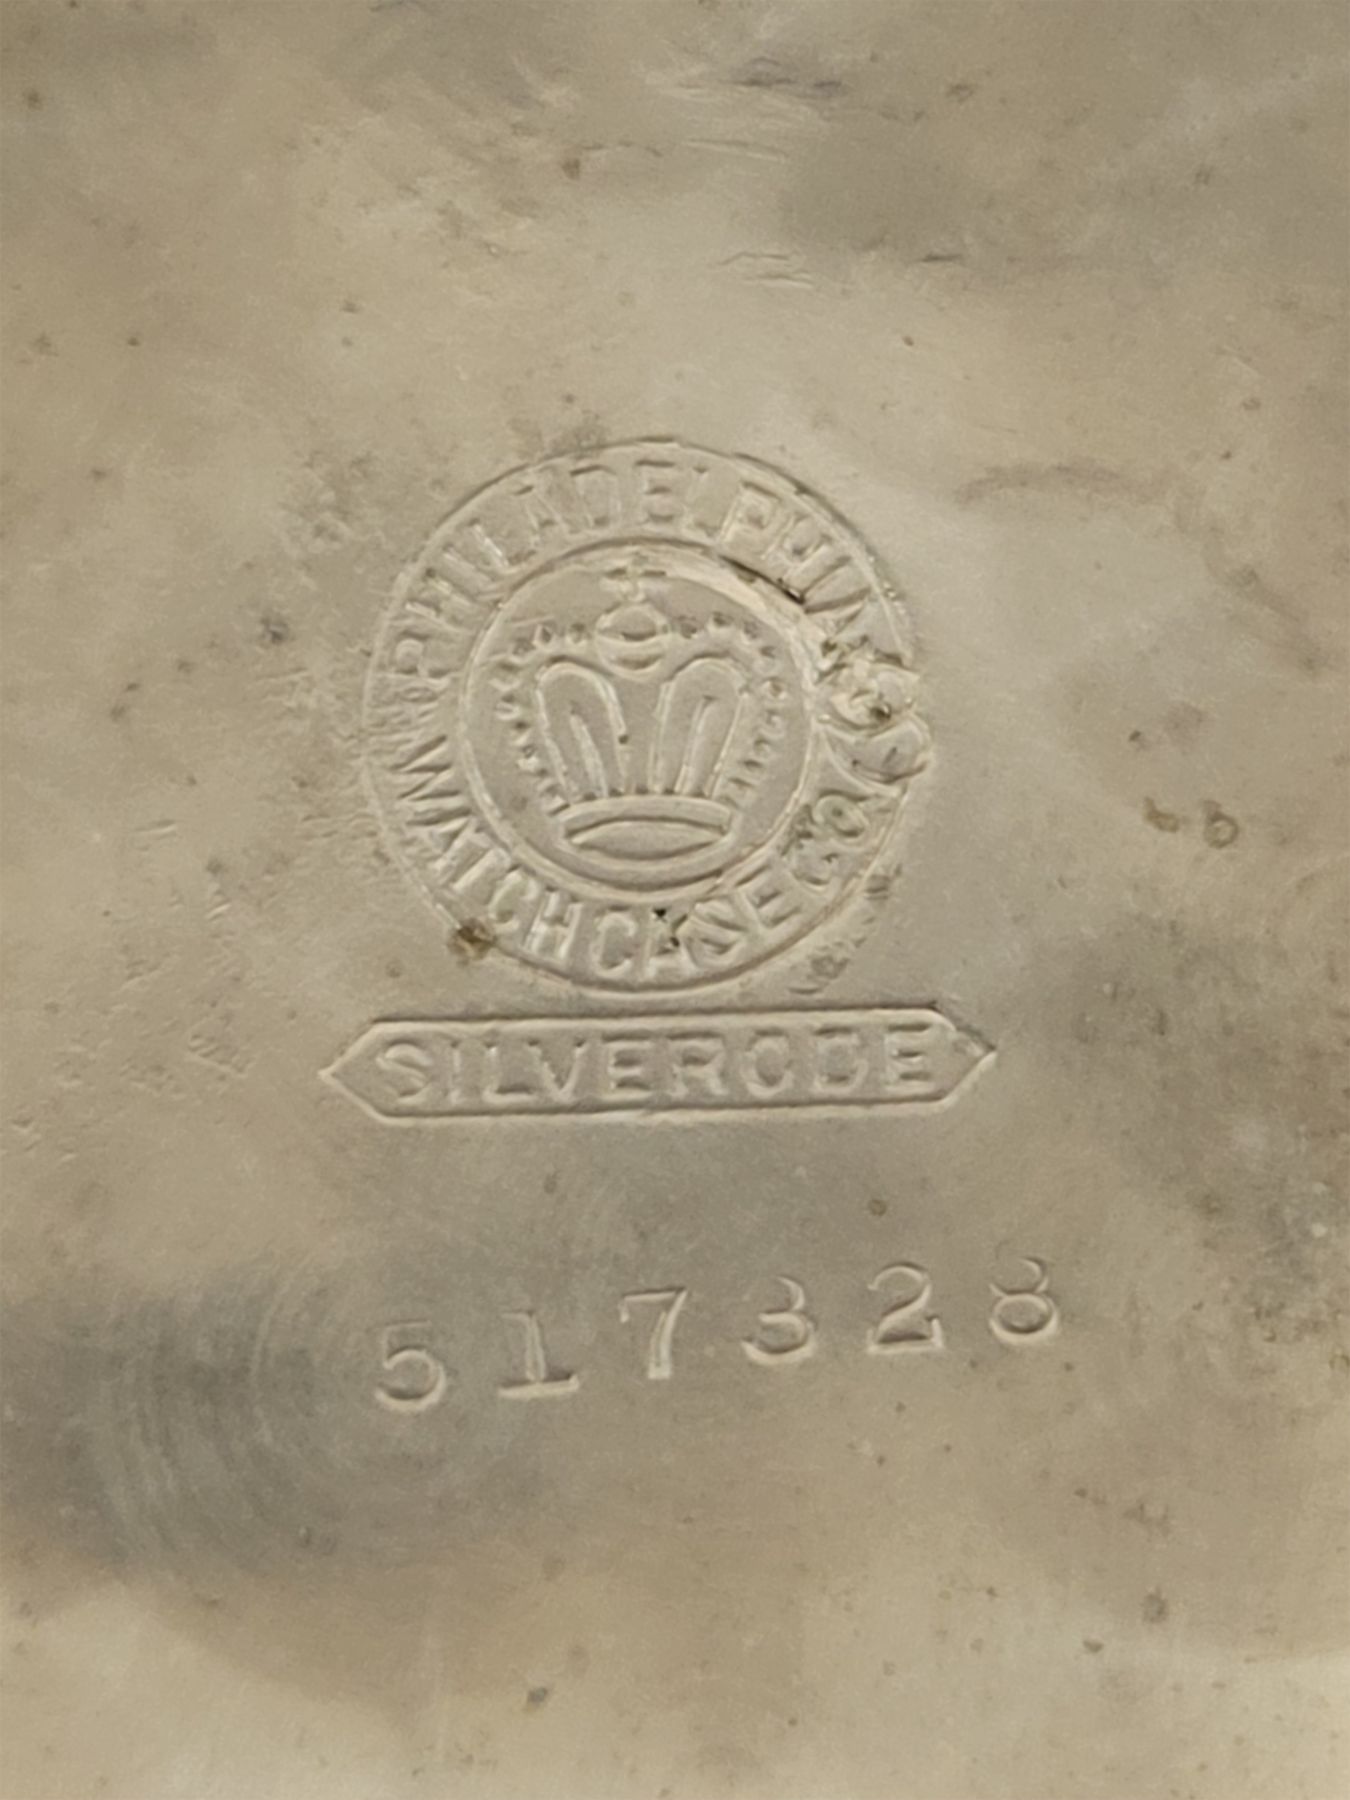 PHILADELPHIA
WATCH CASE CO.
SILVERODE
517328